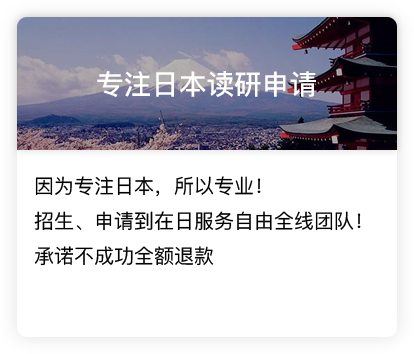 专注日本读研申请
因为专注日本，所以专业！
招生、申请到在日服务自由全线团队！
承诺不成功全额退款